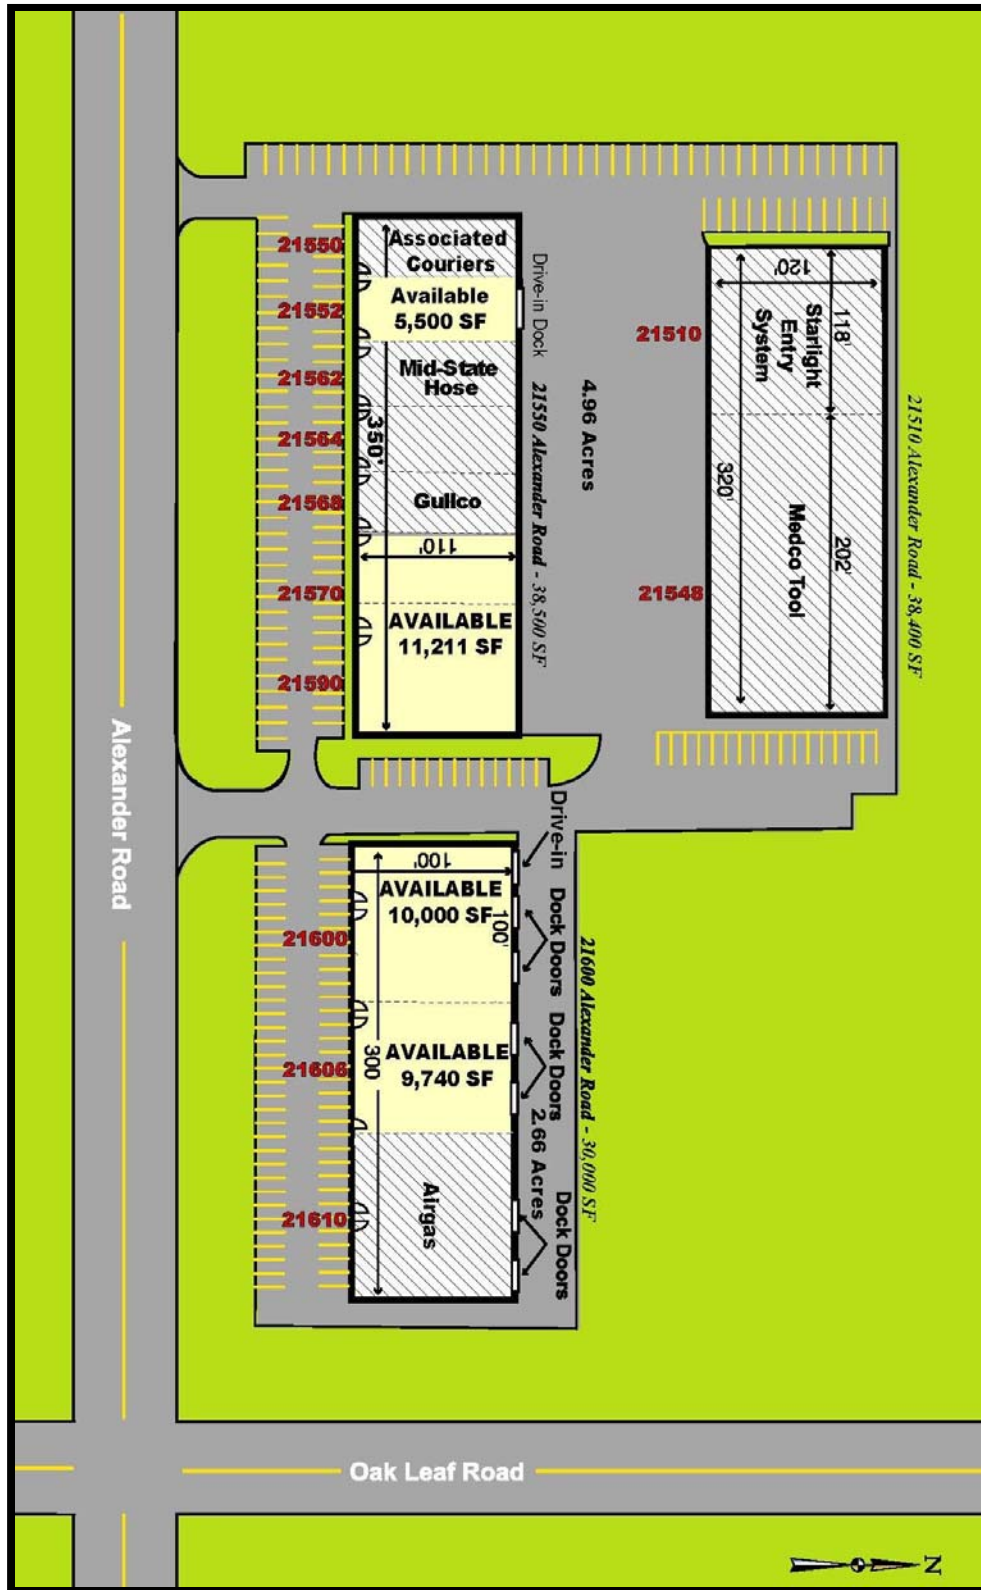 21550
Associated
Couriers
21552
Available
5,500 SF
Drive-in Dock
21562
Mid-State
Hose
21564
350'
21568
Gullco
110'
21570
AVAILABLE
11,211 SF
21590
21550 Alexander Road - 38,500 SF
4.96 Acres
21510
120'
118'
Starlight
Entry
System
320'
202'
Medco Tool
21548
21510 Alexander Road - 38,400 SF
Alexander Road
Drive-in
100'
AVAILABLE
10,000 SF
100'
Dock Doors
21600
21600 Alexander Road - 30,000 SF
AVAILABLE
9,740 SF
300
Dock Doors
21606
2.66 Acres
Airgas
21610
Dock Doors
Oak Leaf Road
N